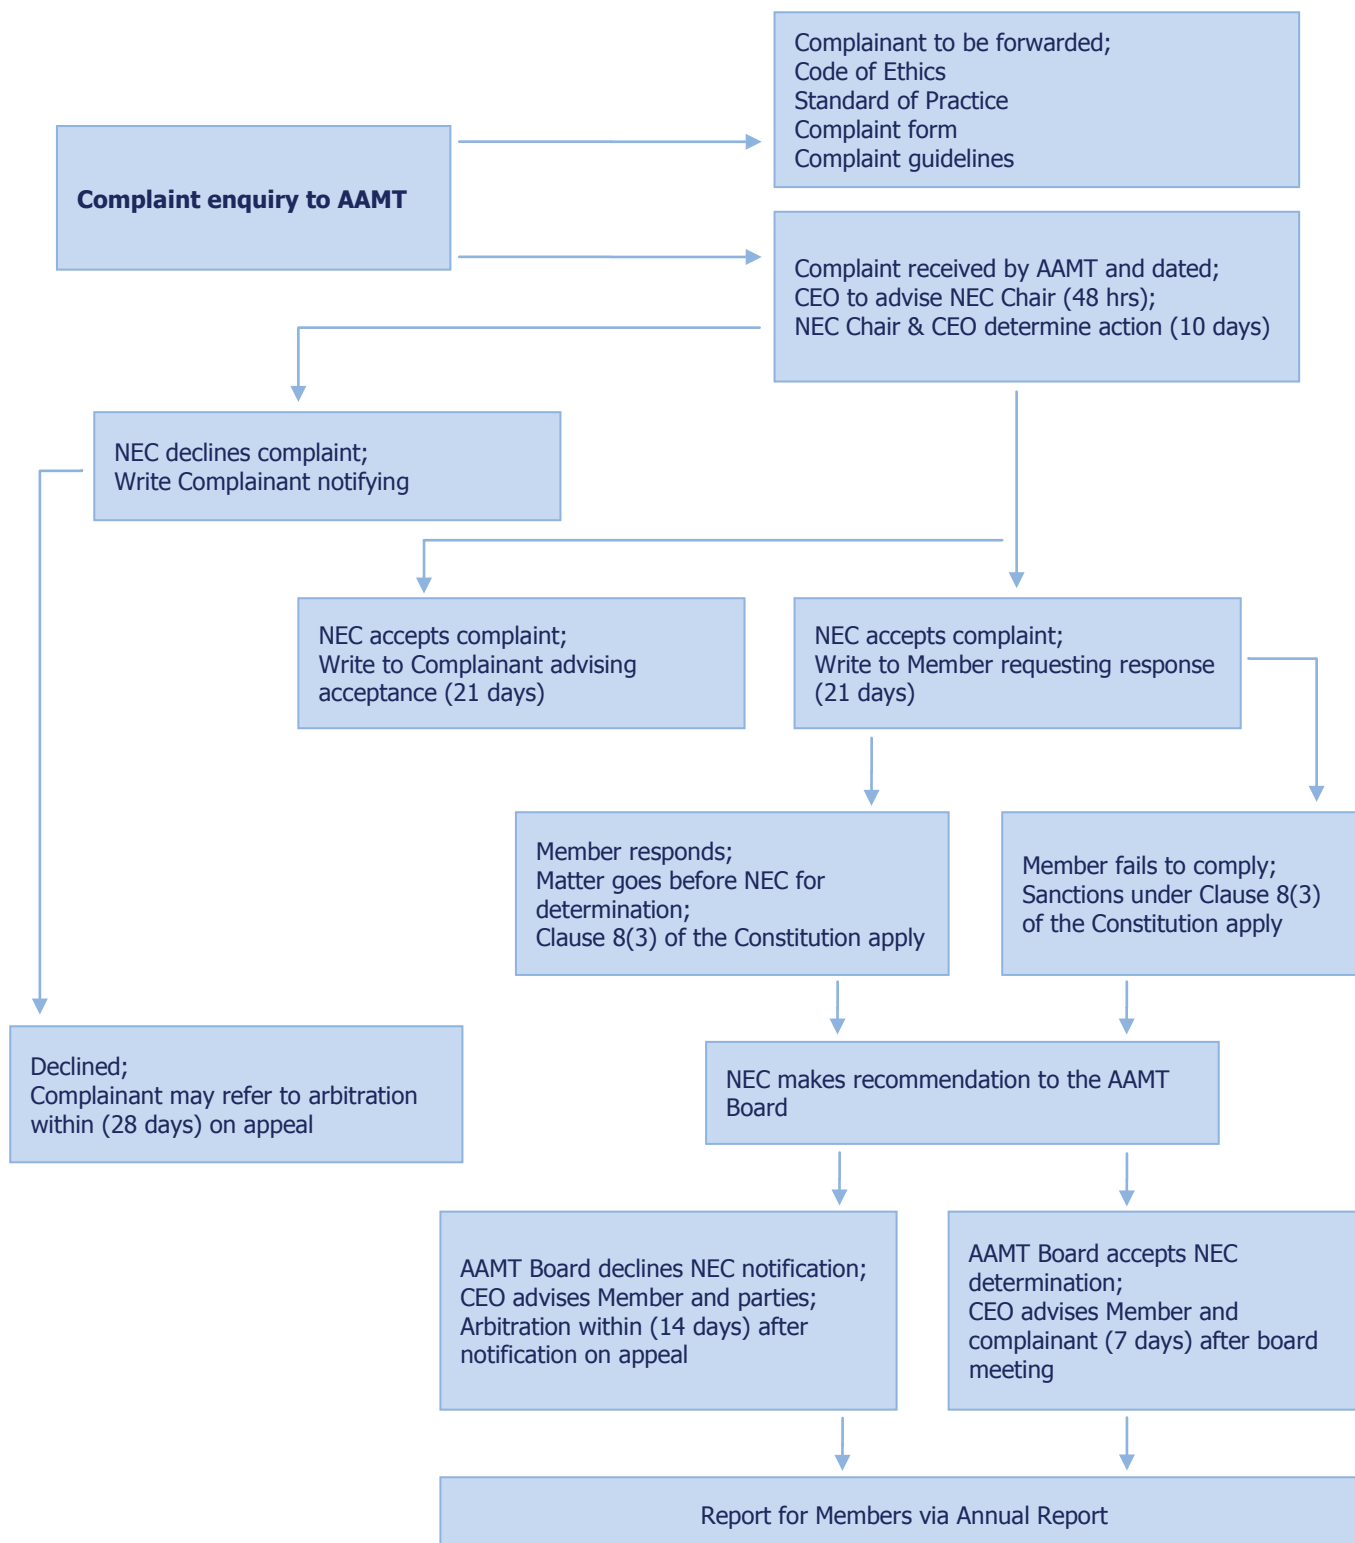 Complainant to be forwarded;
Code of Ethics
Standard of Practice
Complaint form
Complaint guidelines
Complaint enquiry to AAMT
Complaint received by AAMT and dated;
CEO to advise NEC Chair (48 hrs);
NEC Chair & CEO determine action (10 days)
NEC declines complaint;
Write Complainant notifying
NEC accepts complaint;
Write to Complainant advising
acceptance (21 days)
NEC accepts complaint;
Write to Member requesting response
(21 days)
Member responds;
Matter goes before NEC for
determination;
Clause 8(3) of the Constitution apply
Member fails to comply;
Sanctions under Clause 8(3)
of the Constitution apply
Declined;
Complainant may refer to arbitration
within (28 days) on appeal
NEC makes recommendation to the AAMT
Board
AAMT Board declines NEC notification;
CEO advises Member and parties;
Arbitration within (14 days) after
notification on appeal
AAMT Board accepts NEC
determination;
CEO advises Member and
complainant (7 days) after board
meeting
Report for Members via Annual Report